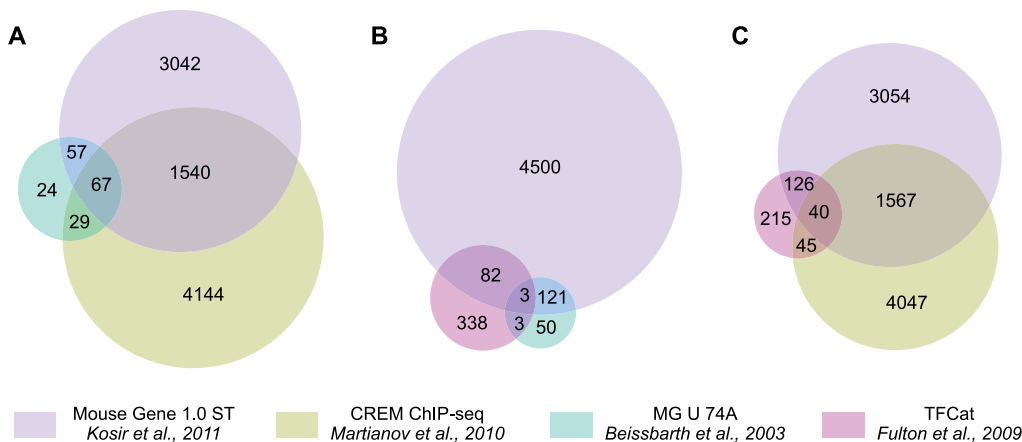 A
3042
57
67
1540
24
29
4144
B
4500
82
3
121
338
3
50
C
3054
126
40
1567
215
45
4047
Mouse Gene 1.0 ST
Kosir et al., 2011
CREM ChIP-seq
Martianov et al., 2010
MG U 74A
Beissbarth et al., 2003
TFCat
Fulton et al., 2009